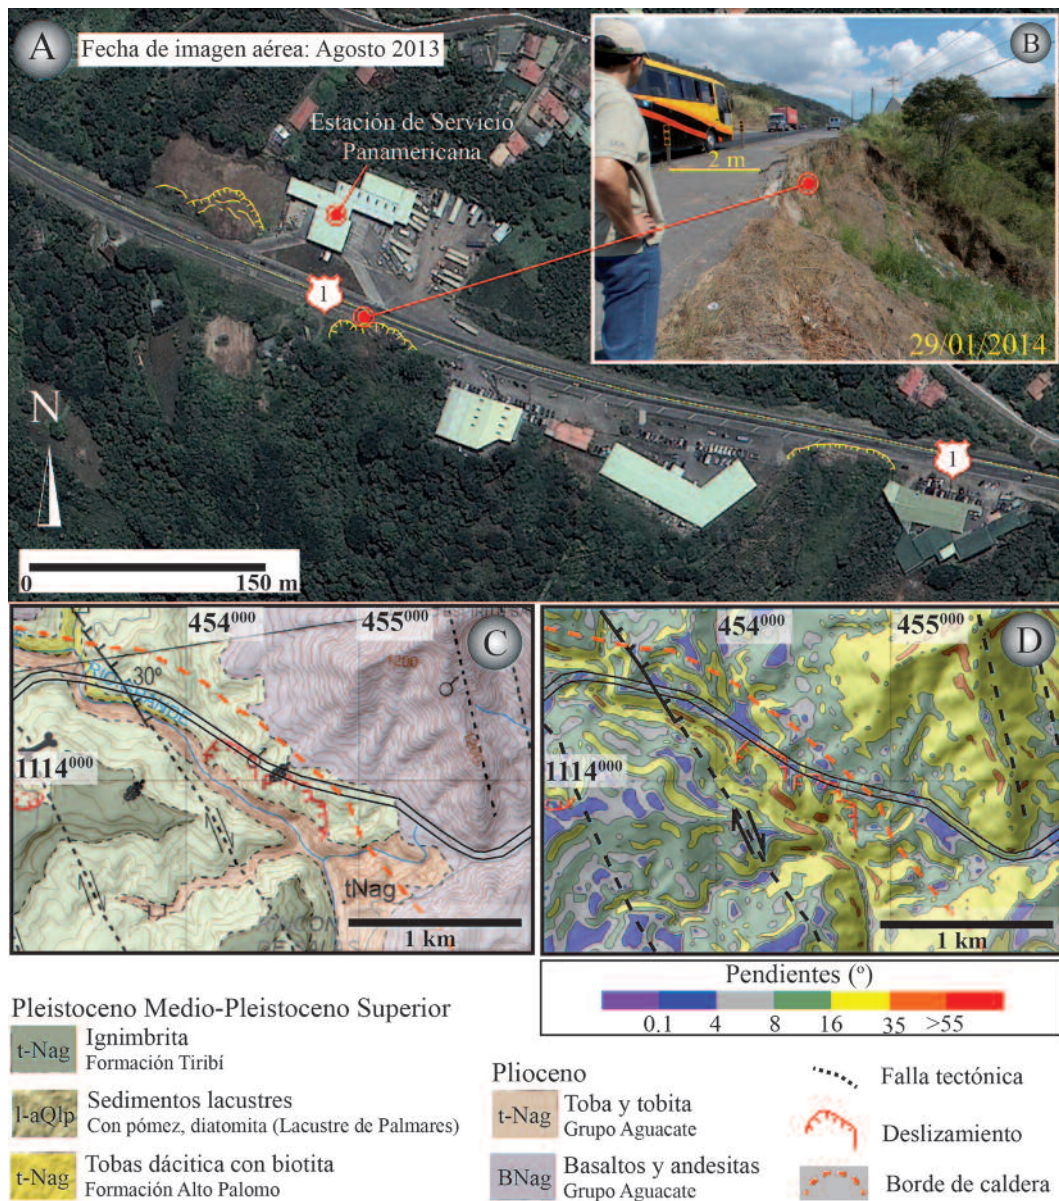 A
Fecha de imagen aérea: Agosto 2013
Estación de Servicio
Panamericana
1
1
N
0
150 m
B
2 m
29/01/2014
C
454000
455000
1200
30º
1114000
tNag
1 km
D
454000
455000
1114000
1 km
Pendientes (º)
0.1
4
8
16
35
>55
Pleistoceno Medio-Pleistoceno Superior
t-Nag
Ignimbrita
Formación Tiribí
l-aQlp
Sedimentos lacustres
Con pómez, diatomita (Lacustre de Palmares)
t-Nag
Tobas dácitica con biotita
Formación Alto Palomo
Plioceno
t-Nag
Toba y tobita
Grupo Aguacate
BNag
Basaltos y andesitas
Grupo Aguacate
Falla tectónica
Deslizamiento
Borde de caldera